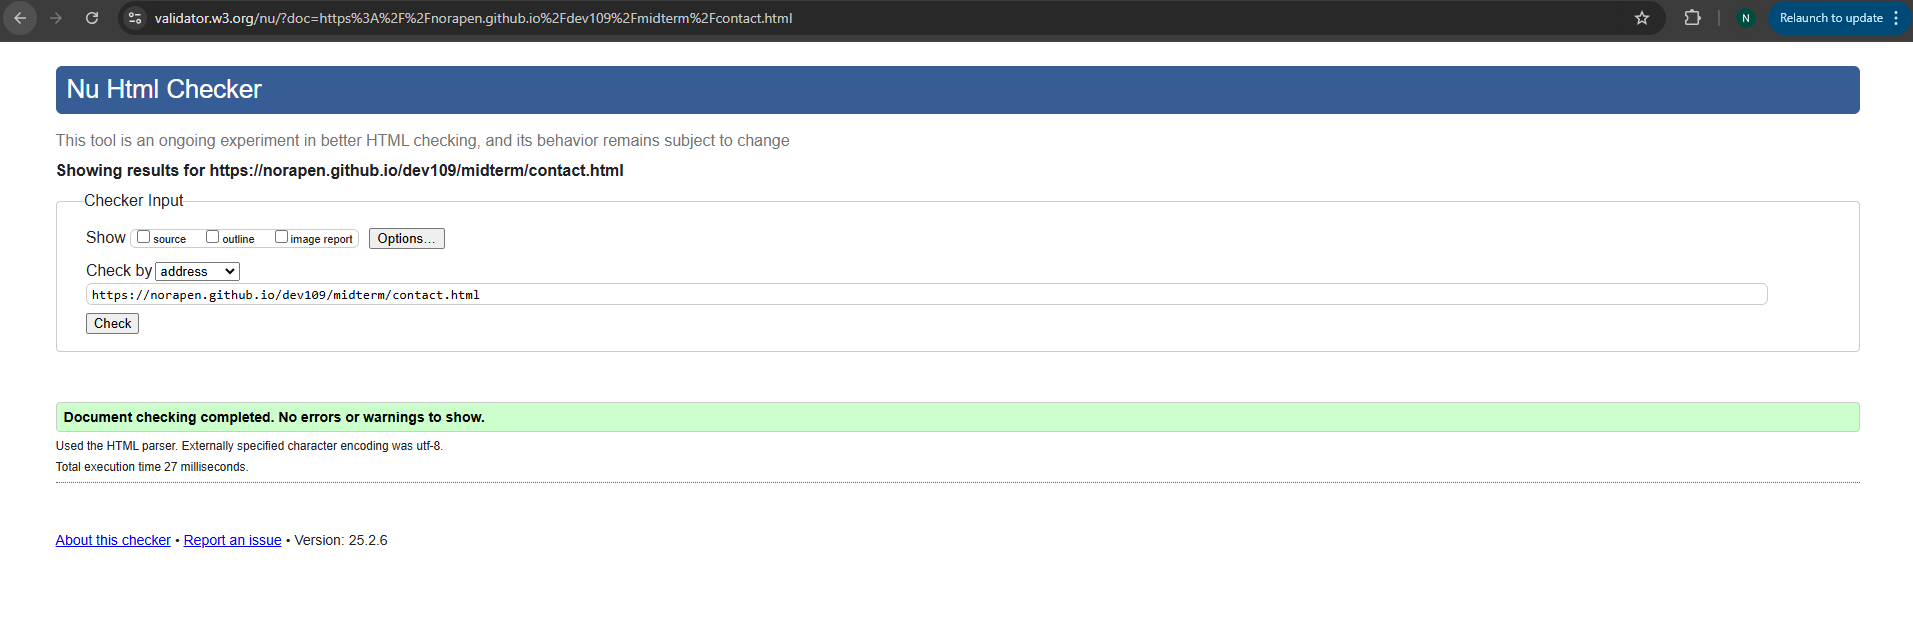 validator.w3.org/nu/?doc=https%3A%2F%2Fnorapen.github.io%2Fdev109%2Fmidterm%2Fcontact.html
N
Relaunch to update
Nu Html Checker
This tool is an ongoing experiment in better HTML checking, and its behavior remains subject to change
Showing results for https://norapen.github.io/dev109/midterm/contact.html
Checker Input
Show source outline image report Options...
Check by address
https://norapen.github.io/dev109/midterm/contact.html
Check
Document checking completed. No errors or warnings to show.
Used the HTML parser. Externally specified character encoding was utf-8.
Total execution time 27 milliseconds.
About this checker • Report an issue • Version: 25.2.6